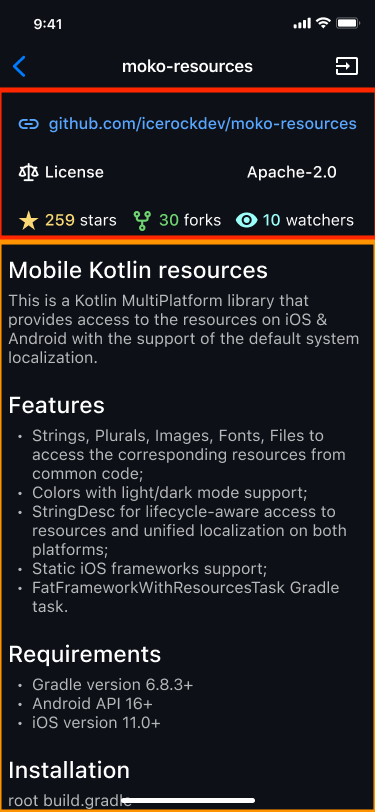 9:41
moko-resources
github.com/icerockdev/moko-resources
License Apache-2.0
259 stars 30 forks 10 watchers
Mobile Kotlin resources
This is a Kotlin MultiPlatform library that
provides access to the resources on iOS &
Android with the support of the default system
localization.
Features
• Strings, Plurals, Images, Fonts, Files to
access the corresponding resources from
common code;
• Colors with light/dark mode support;
• StringDesc for lifecycle-aware access to
resources and unified localization on both
platforms;
• Static iOS frameworks support;
• FatFrameworkWithResourcesTask Gradle
task.
Requirements
• Gradle version 6.8.3+
• Android API 16+
• iOS version 11.0+
Installation
root build.gradle